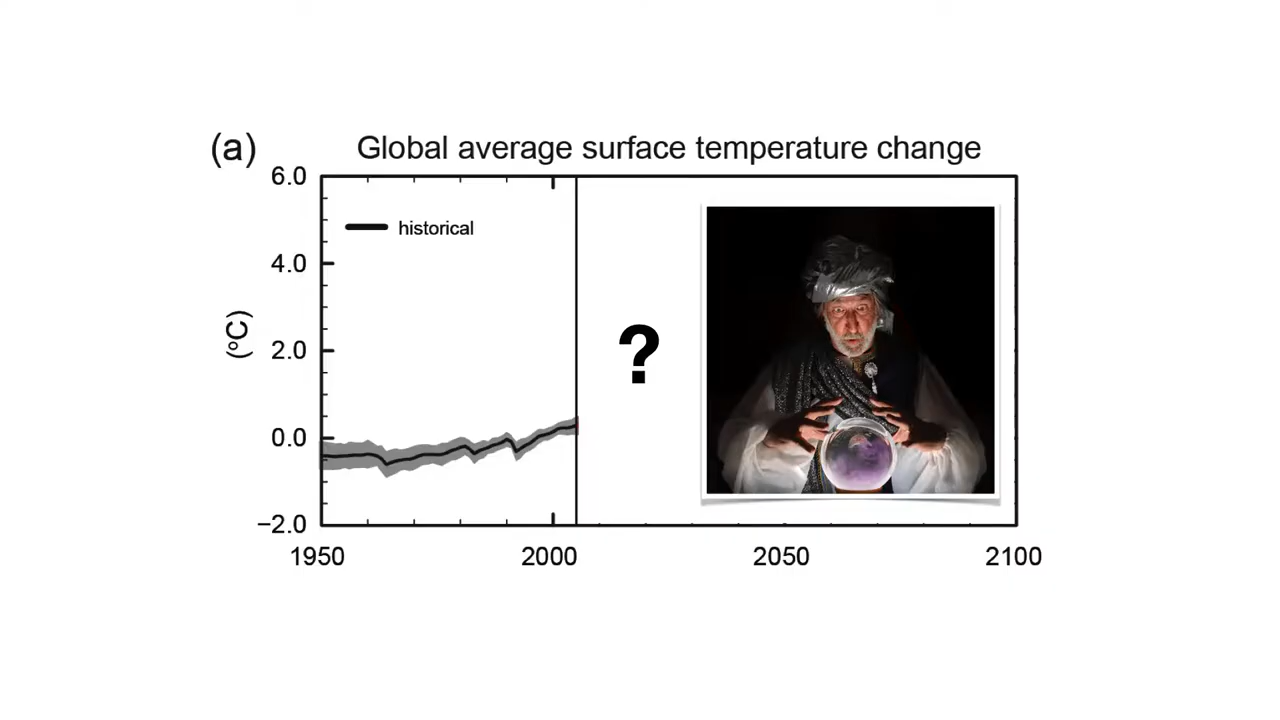 (a) Global average surface temperature change
6.0
historical
4.0
(°C)
2.0
?
0.0
−2.0
1950 2000 2050 2100